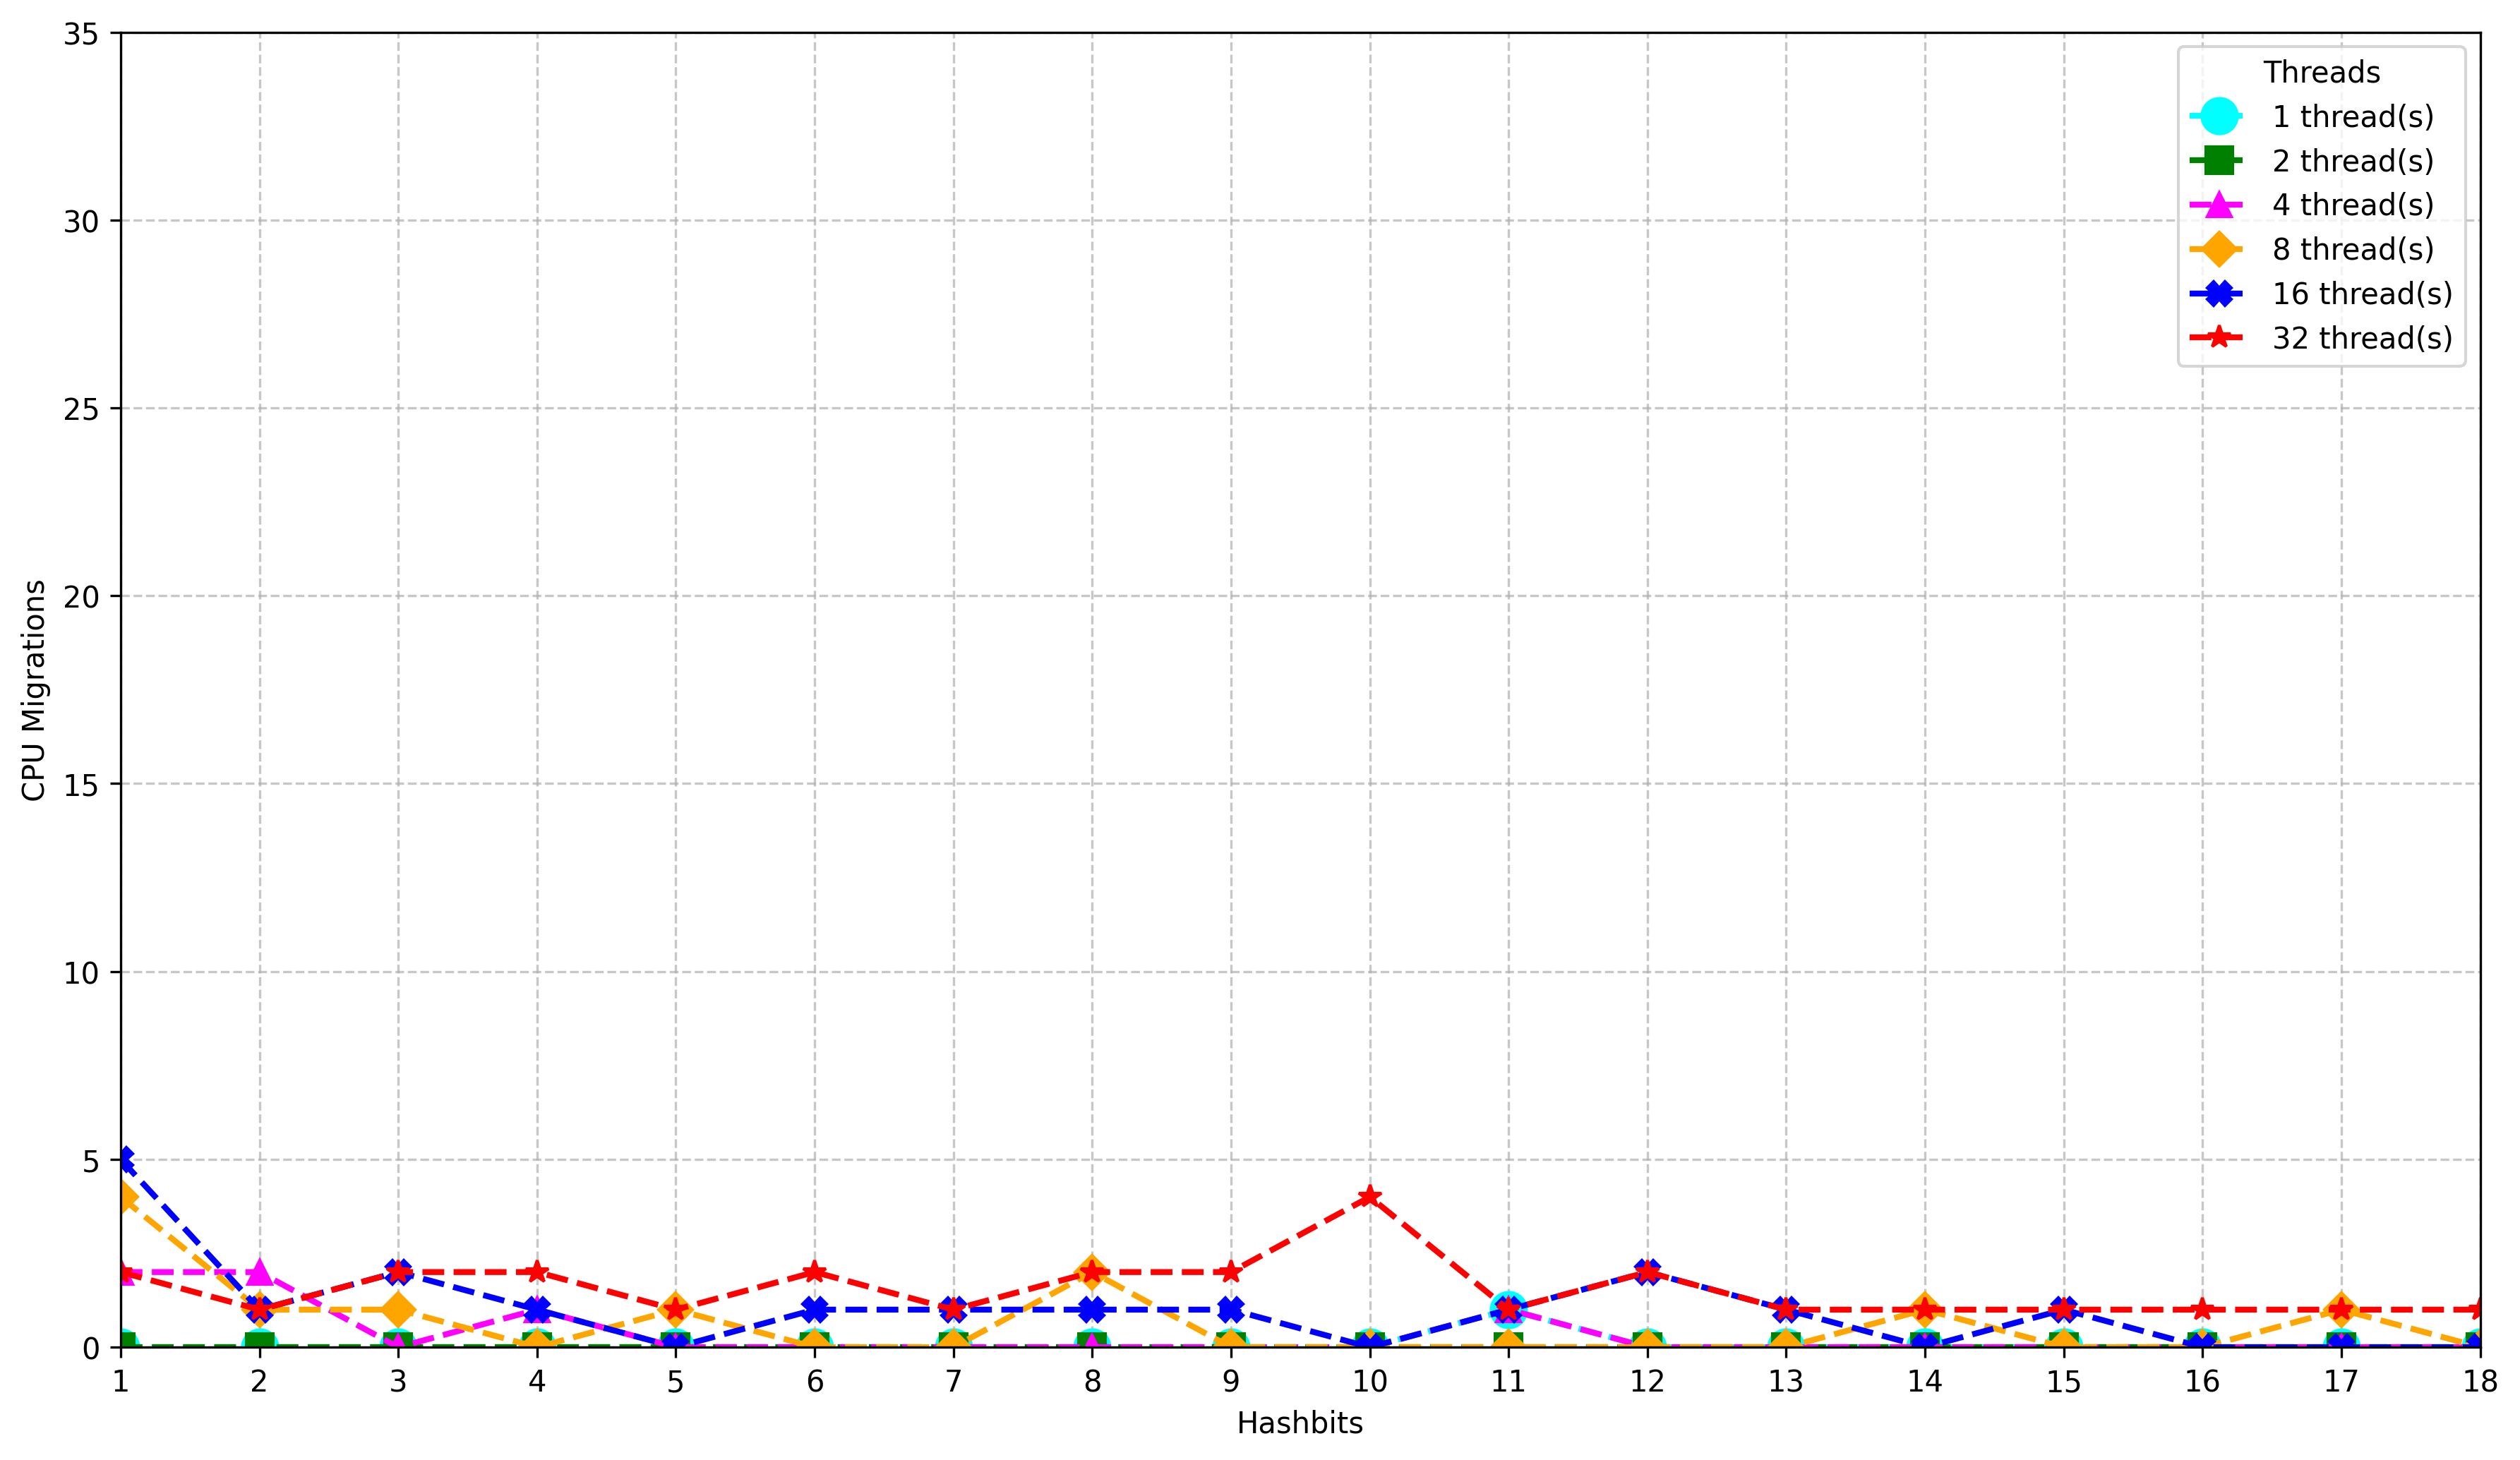 35
30
25
20
15
10
5
0
CPU Migrations
1 2 3 4 5 6 7 8 9 10 11 12 13 14 15 16 17 18
Hashbits
Threads
1 thread(s)
2 thread(s)
4 thread(s)
8 thread(s)
16 thread(s)
32 thread(s)